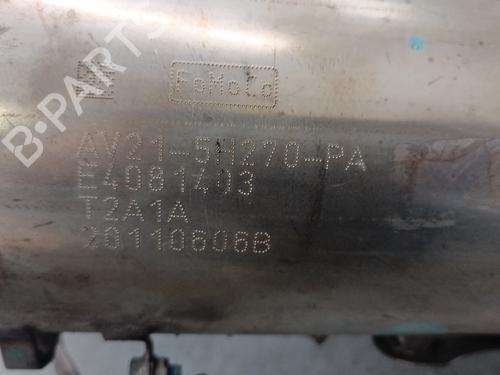 B-PARTS
FoMoCo
AV21-5H270-PA
E4081403
T2A1A
20110606B